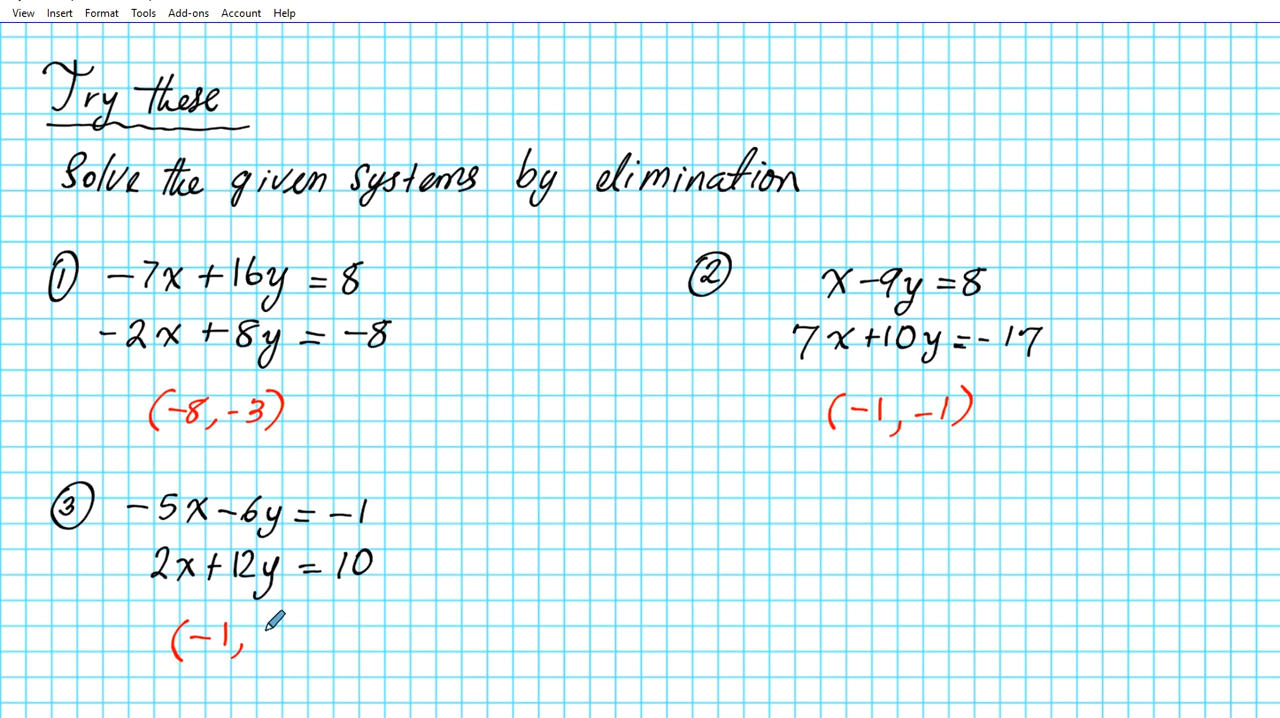 View Insert Format Tools Add-ons Account Help
Try these
Solve the given systems by elimination
① -7x + 16y = 8
-2x + 8y = -8
(-8, -3)
② x - 9y = 8
7x + 10y = -17
(-1, -1)
③ -5x - 6y = -1
2x + 12y = 10
(-1,